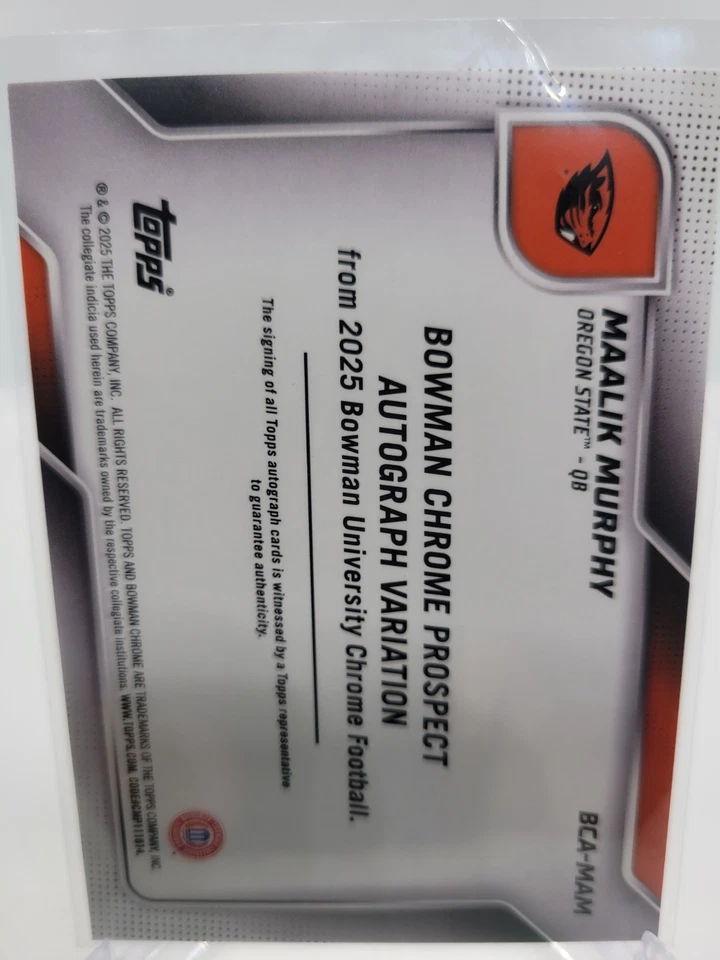 MAALIK MURPHY
OREGON STATE™ - QB
BCA-MAM
BOWMAN CHROME PROSPECT
AUTOGRAPH VARIATION
from 2025 Bowman University Chrome Football.
The signing of all Topps autograph cards is witnessed by a Topps representative
to guarantee authenticity.
topps®
® & © 2025 THE TOPPS COMPANY, INC. ALL RIGHTS RESERVED. TOPPS AND BOWMAN CHROME ARE TRADEMARKS OF THE TOPPS COMPANY, INC.
The collegiate indicia used herein are trademarks owned by the respective collegiate institutions. WWW.TOPPS.COM.